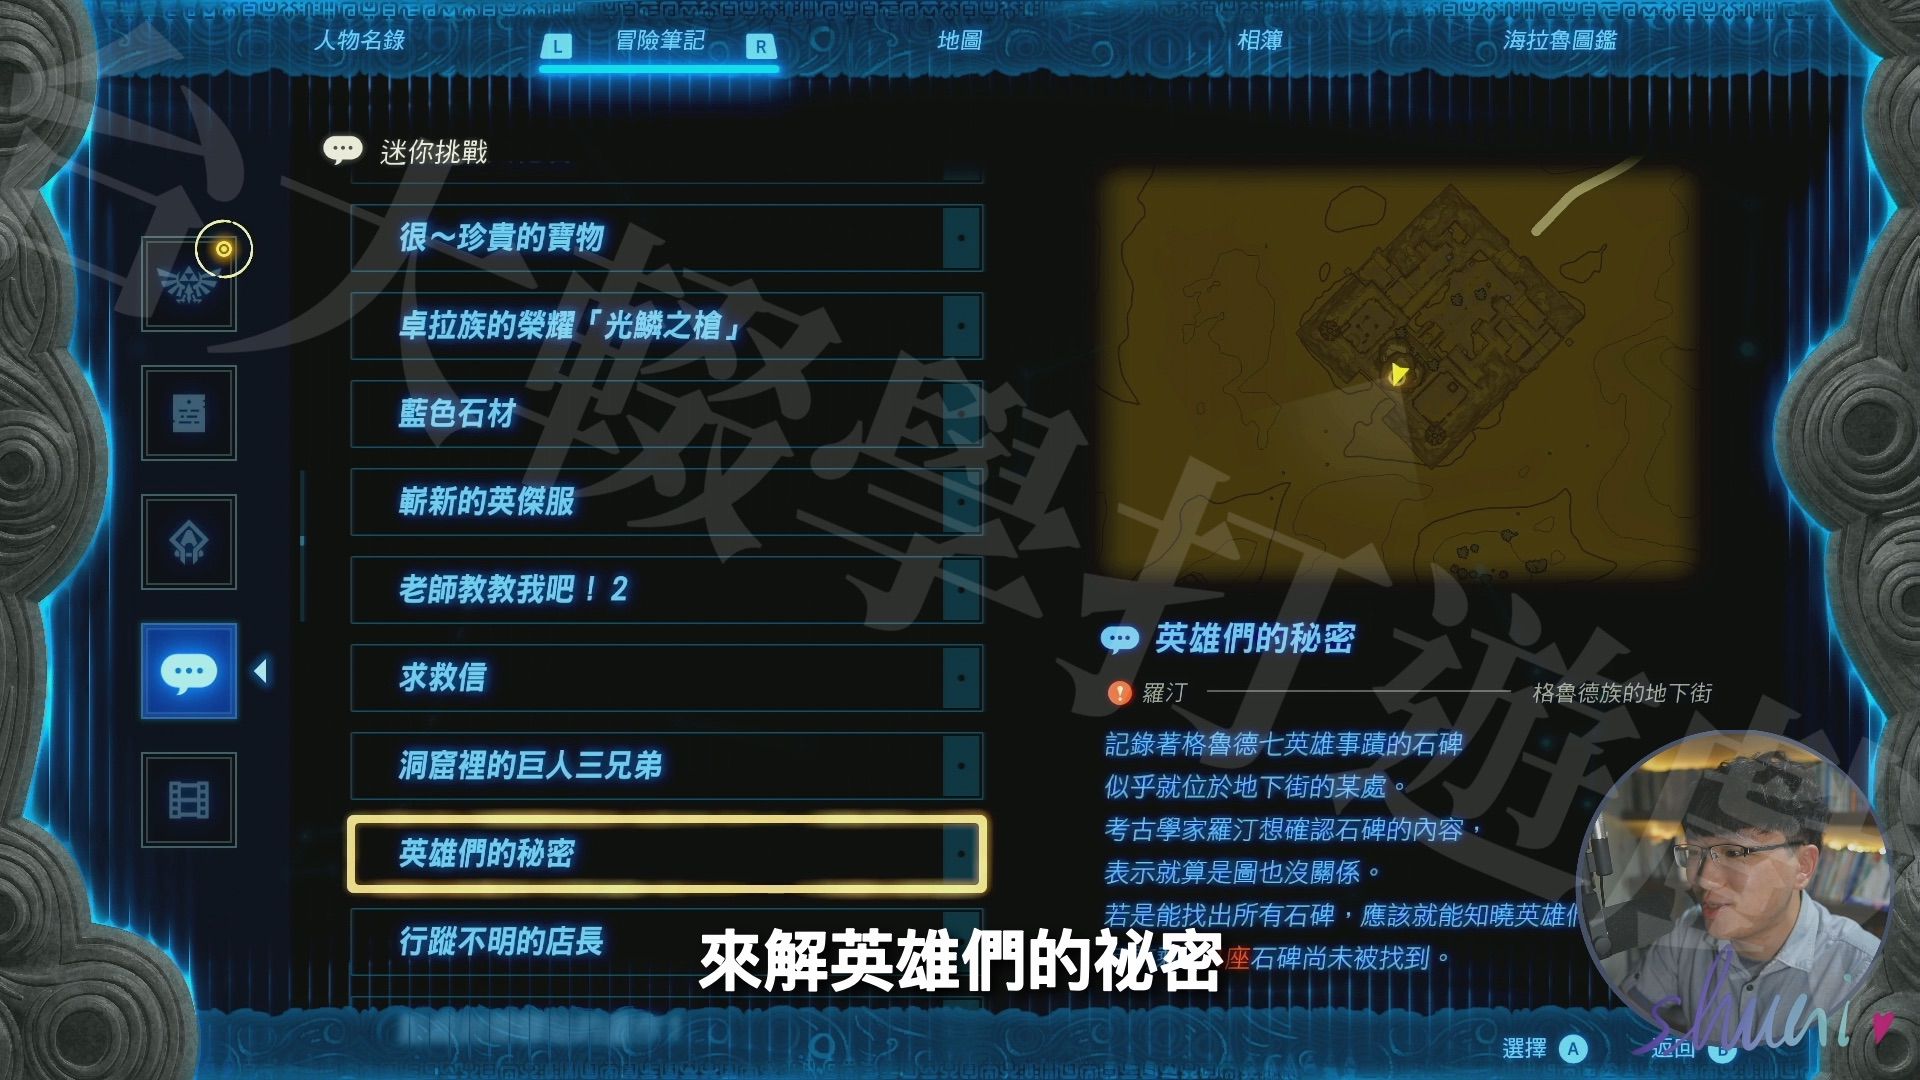 人物名錄
L 冒險筆記 R
地圖
相簿
海拉魯圖鑑
迷你挑戰
很～珍貴的寶物
卓拉族的榮耀「光鱗之槍」
藍色石材
嶄新的英傑服
老師教教我吧！2
求救信
洞窟裡的巨人三兄弟
英雄們的秘密
行蹤不明的店長
英雄們的秘密
羅汀 格魯德族的地下街
記錄著格魯德七英雄事蹟的石碑
似乎就位於地下街的某處。
考古學家羅汀想確認石碑的內容，
表示就算是圖也沒關係。
若是能找出所有石碑，應該就能知曉英雄
座石碑尚未被找到。
來解英雄們的祕密
選擇 A
返回 B
台大輟學打遊
shuni